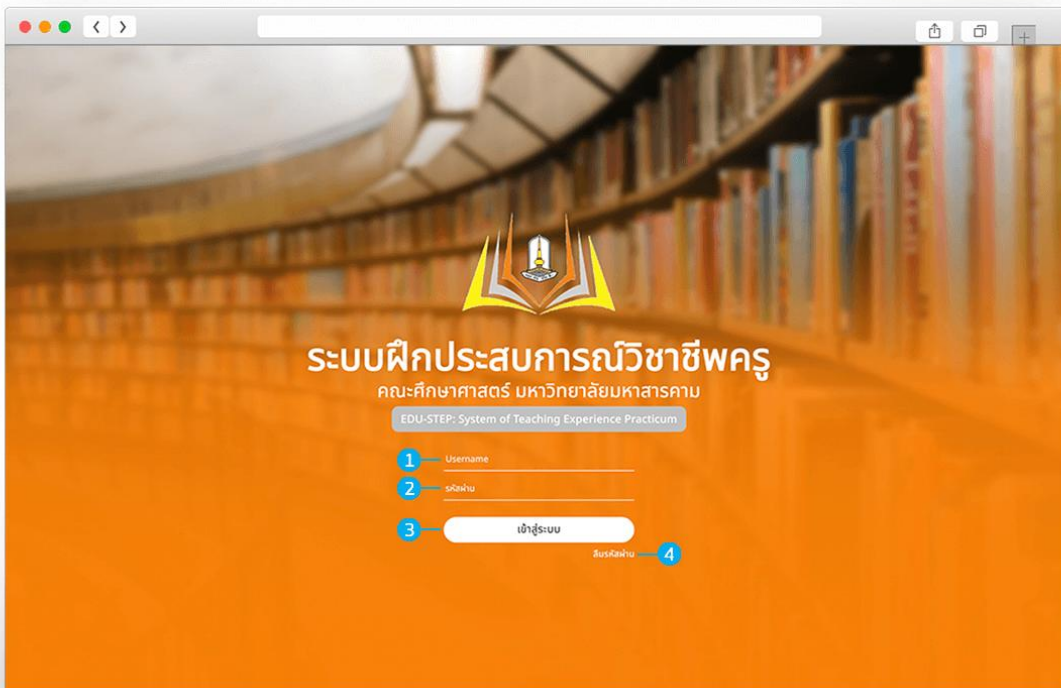 ระบบฝึกประสบการณ์วิชาชีพครู
คณะศึกษาศาสตร์ มหาวิทยาลัยมหาสารคาม
EDU-STEP: System of Teaching Experience Practicum
1 Username
2 รหัสผ่าน
3 เข้าสู่ระบบ
ลืมรหัสผ่าน 4